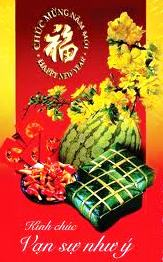 CHÚC MỪNG NĂM MỚI
福
HAPPY NEW YEAR
Kính chúc
Vạn sự như ý